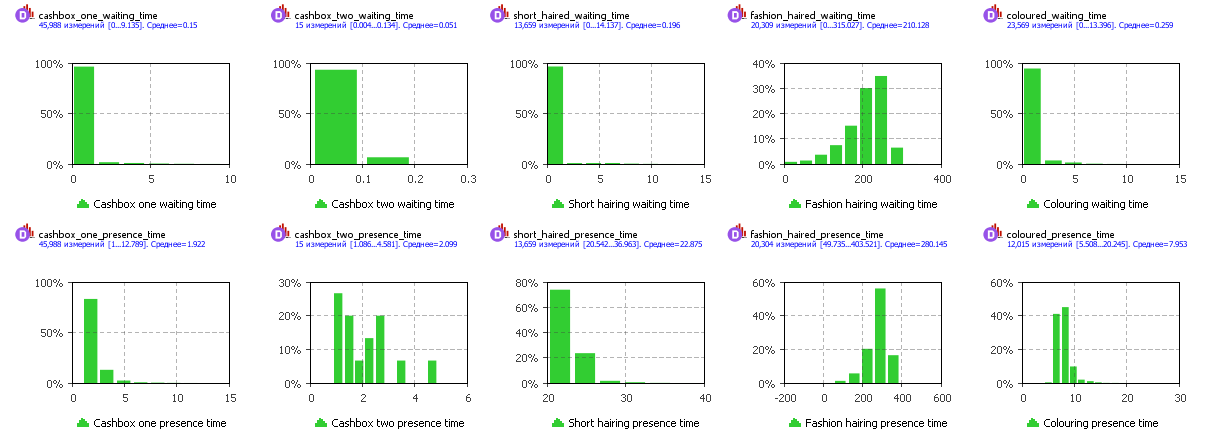 cashbox_one_waiting_time
45,988 измерений [0...9.135]. Среднее=0.15
100%
50%
0%
0
5
10
Cashbox one waiting time
cashbox_two_waiting_time
15 измерений [0.004...0.134]. Среднее=0.051
100%
50%
0%
0
0.1
0.2
0.3
Cashbox two waiting time
short_haired_waiting_time
13,659 измерений [0...14.137]. Среднее=0.196
100%
50%
0%
0
5
10
15
Short hairing waiting time
fashion_haired_waiting_time
20,309 измерений [0...315.027]. Среднее=210.128
40%
30%
20%
10%
0%
0
200
400
Fashion hairing waiting time
coloured_waiting_time
23,569 измерений [0...13.396]. Среднее=0.259
100%
50%
0%
0
5
10
15
Colouring waiting time
cashbox_one_presence_time
45,988 измерений [1...12.789]. Среднее=1.922
100%
50%
0%
0
5
10
15
Cashbox one presence time
cashbox_two_presence_time
15 измерений [1.086...4.581]. Среднее=2.099
30%
20%
10%
0%
0
2
4
6
Cashbox two presence time
short_haired_presence_time
13,659 измерений [20.542...36.963]. Среднее=22.875
80%
60%
40%
20%
0%
20
30
40
Short hairing presence time
fashion_haired_presence_time
20,304 измерений [49.735...403.521]. Среднее=280.145
60%
40%
20%
0%
-200
0
200
400
600
Fashion hairing presence time
coloured_presence_time
12,015 измерений [5.508...20.245]. Среднее=7.953
60%
40%
20%
0%
0
10
20
30
Colouring presence time